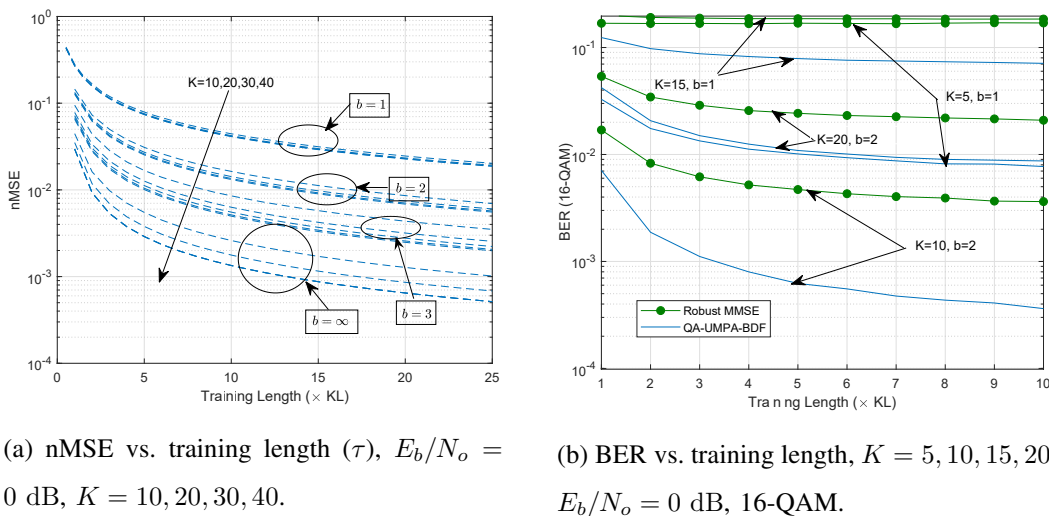 10^0
10^-1
10^-2
10^-3
10^-4
nMSE
K=10,20,30,40
b = 1
b = 2
b = 3
b = ∞
0 5 10 15 20 25
Training Length (× KL)
10^-1
10^-2
10^-3
10^-4
BER (16-QAM)
K=15, b=1
K=5, b=1
K=20, b=2
K=10, b=2
Robust MMSE
QA-UMPA-BDF
1 2 3 4 5 6 7 8 9 10
Tra n ng Length (× KL)
(a) nMSE vs. training length (τ), E_b/N_o =
0 dB, K = 10, 20, 30, 40.
(b) BER vs. training length, K = 5, 10, 15, 20
E_b/N_o = 0 dB, 16-QAM.